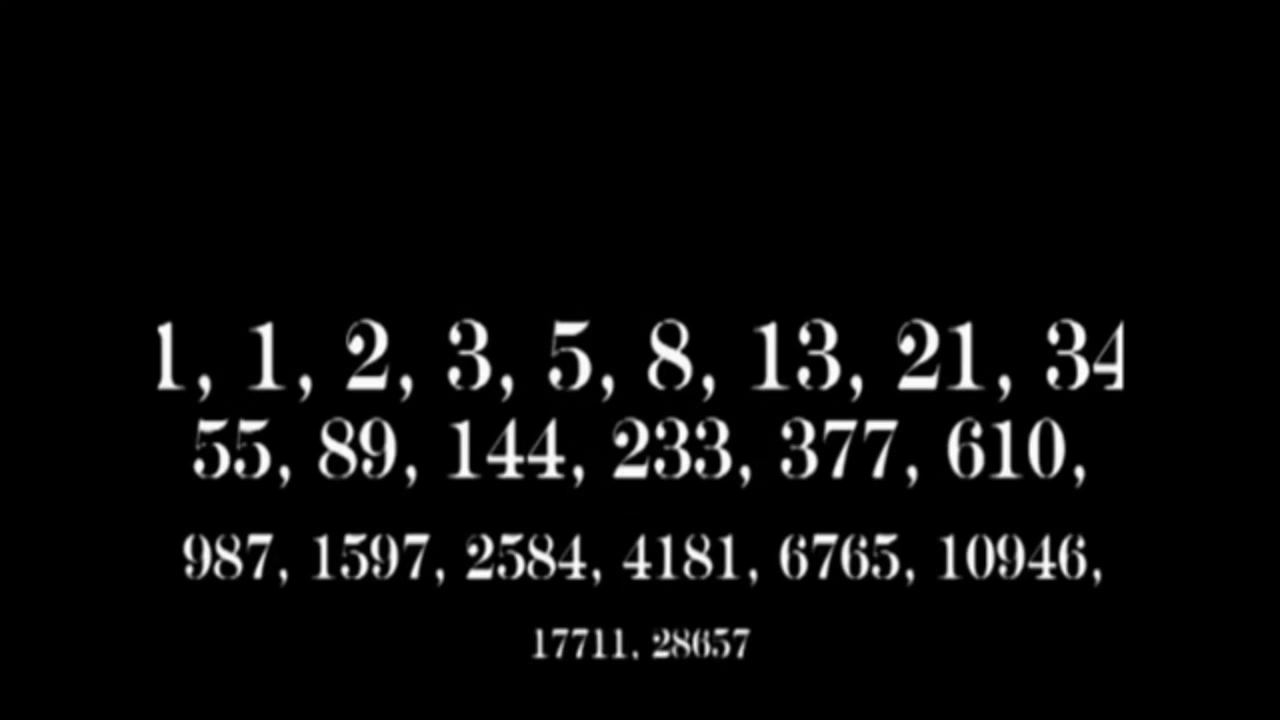 1, 1, 2, 3, 5, 8, 13, 21, 34
55, 89, 144, 233, 377, 610,
987, 1597, 2584, 4181, 6765, 10946,
17711, 28657